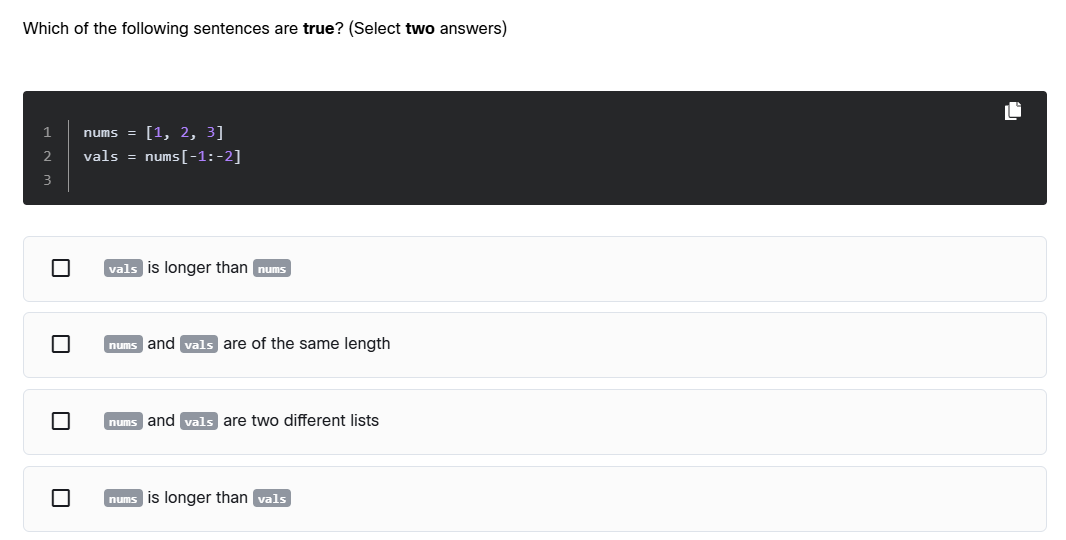 Which of the following sentences are true? (Select two answers)
1 nums = [1, 2, 3]
2 vals = nums[-1:-2]
3
vals is longer than nums
nums and vals are of the same length
nums and vals are two different lists
nums is longer than vals